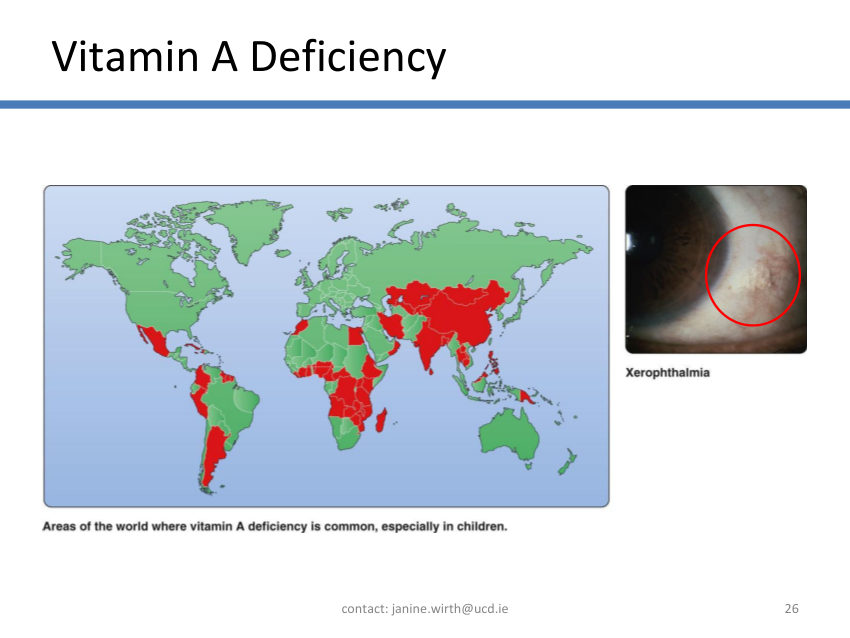 Vitamin A Deficiency
Xerophthalmia
Areas of the world where vitamin A deficiency is common, especially in children.
contact: janine.wirth@ucd.ie
26